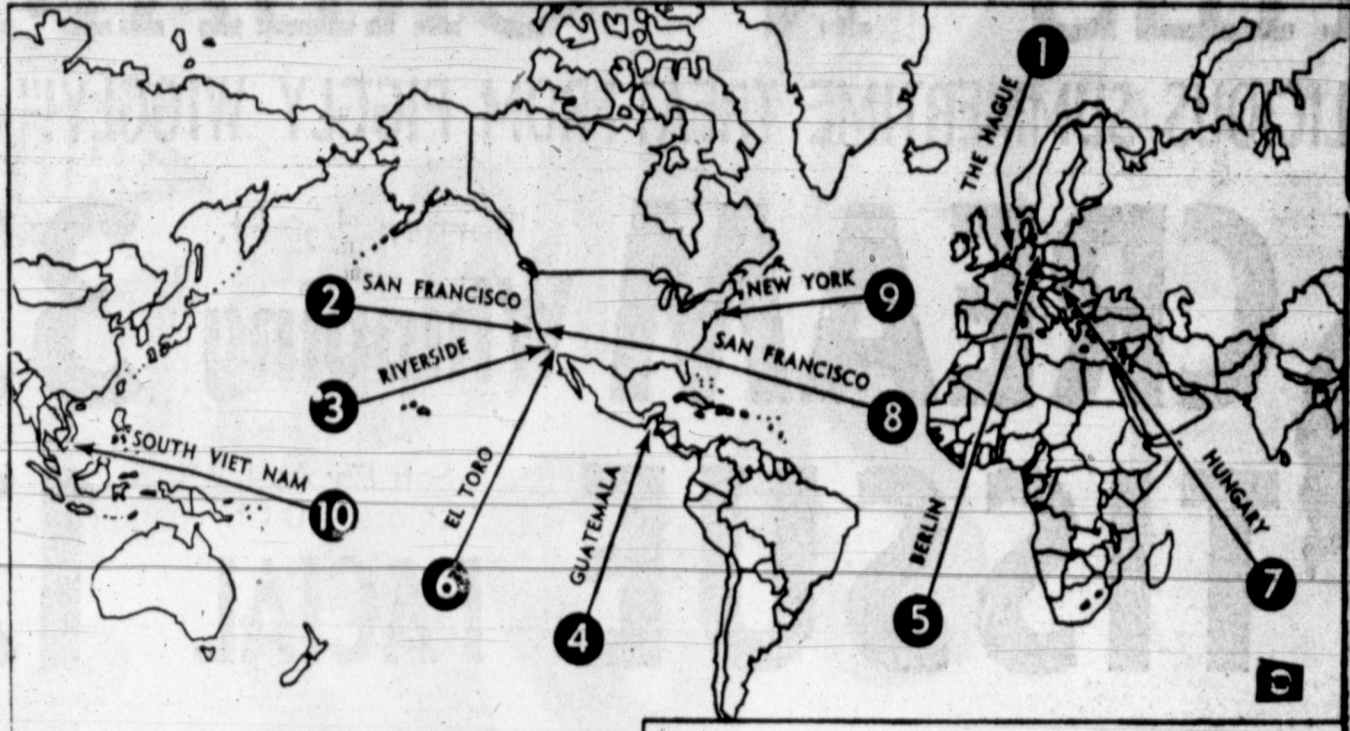 1
THE HAGUE
2
SAN FRANCISCO
NEW YORK
9
3
RIVERSIDE
SAN FRANCISCO
8
SOUTH VIET NAM
10
EL TORO
6
GUATEMALA
4
BERLIN
5
HUNGARY
7